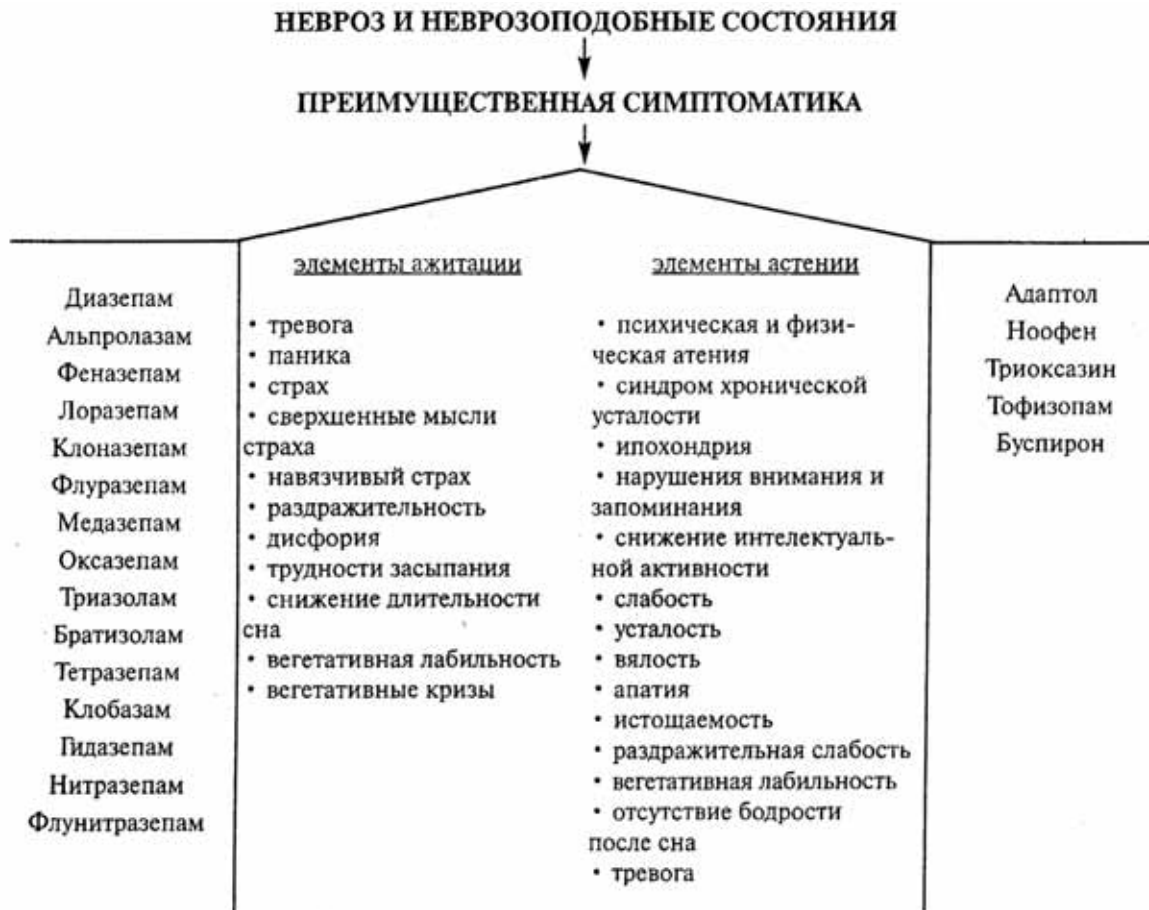 НЕВРОЗ И НЕВРОЗОПОДОБНЫЕ СОСТОЯНИЯ
ПРЕИМУЩЕСТВЕННАЯ СИМПТОМАТИКА
Диазепам
Альпролазам
Феназепам
Лоразепам
Клоназепам
Флуразепам
Медазепам
Оксазепам
Триазолам
Братизолам
Тетразепам
Клобазам
Гидазепам
Нитразепам
Флунитразепам
элементы ажитации
• тревога
• паника
• страх
• сверхценные мысли
страха
• навязчивый страх
• раздражительность
• дисфория
• трудности засыпания
• снижение длительности
сна
• вегетативная лабильность
• вегетативные кризы
элементы астении
• психическая и физи-
ческая атения
• синдром хронической
усталости
• ипохондрия
• нарушения внимания и
запоминания
• снижение интелектуаль-
ной активности
• слабость
• усталость
• вялость
• апатия
• истощаемость
• раздражительная слабость
• вегетативная лабильность
• отсутствие бодрости
после сна
• тревога
Адаптол
Ноофен
Триоксазин
Тофизопам
Буспирон